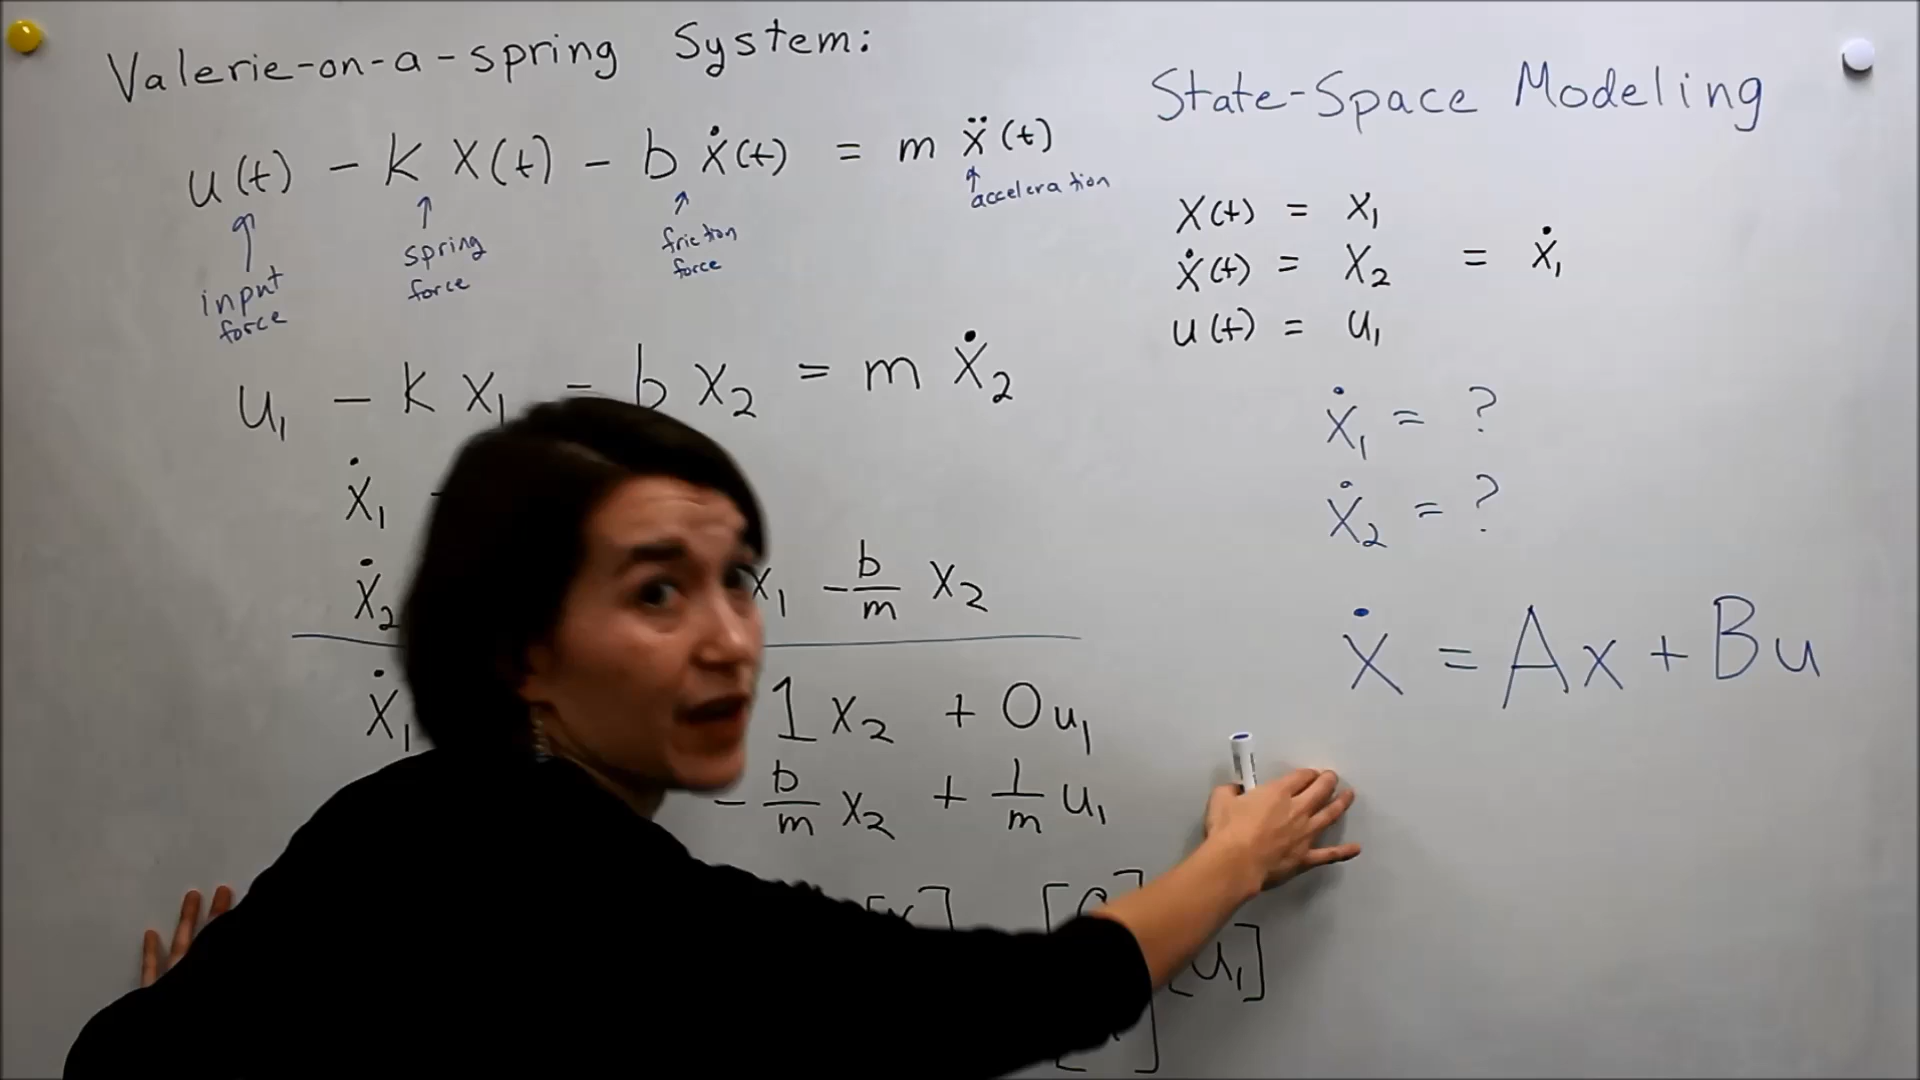 Valerie-on-a-spring System:
u(t) - k x(t) - b ẋ(t) = m ẍ(t)
input force
spring force
friction force
acceleration
u₁ - k x₁ - b x₂ = m ẋ₂
ẋ₁
ẋ₂ x₁ - b/m x₂
ẋ₁ 1 x₂ + 0 u₁
- b/m x₂ + 1/m u₁
[u₁]
State-Space Modeling
x(t) = x₁
ẋ(t) = x₂ = ẋ₁
u(t) = u₁
ẋ₁ = ?
ẋ₂ = ?
ẋ = Ax + Bu